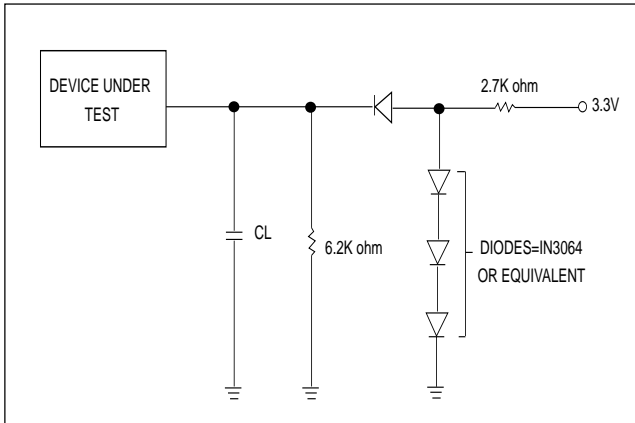 DEVICE UNDER
TEST
2.7K ohm
3.3V
CL
6.2K ohm
DIODES=IN3064
OR EQUIVALENT